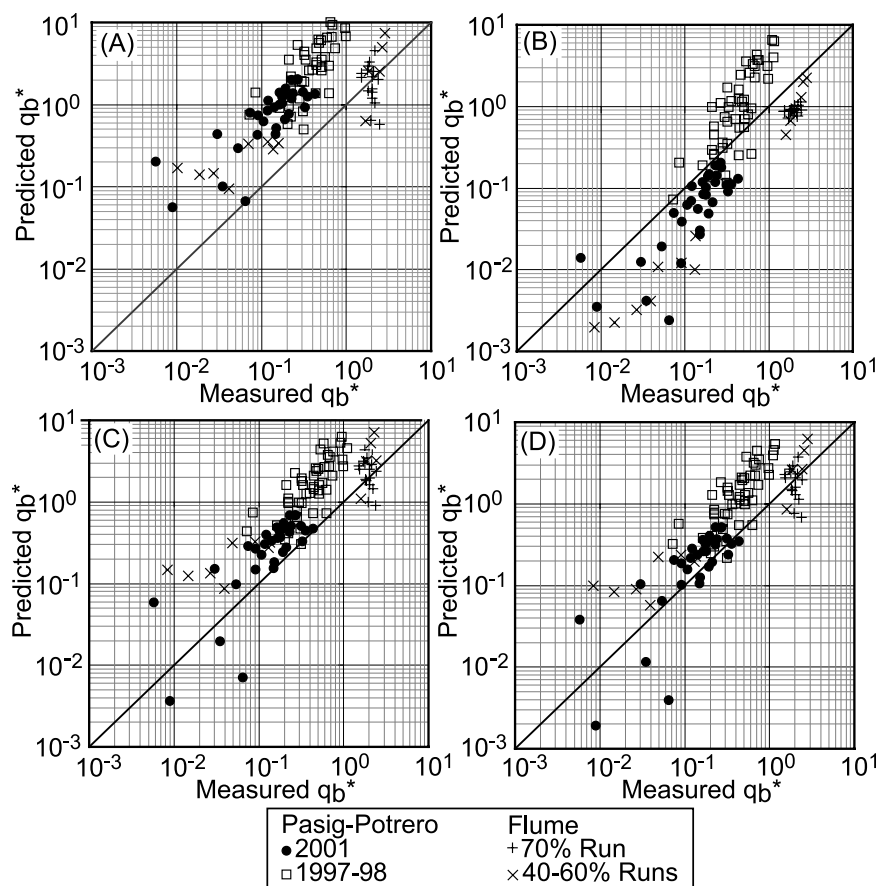 (A)
10^1
10^0
10^-1
10^-2
10^-3
Predicted qb*
10^-3 10^-2 10^-1 10^0 10^1
Measured qb*
(B)
10^1
10^0
10^-1
10^-2
10^-3
Predicted qb*
10^-3 10^-2 10^-1 10^0 10^1
Measured qb*
(C)
10^1
10^0
10^-1
10^-2
10^-3
Predicted qb*
10^-3 10^-2 10^-1 10^0 10^1
Measured qb*
(D)
10^1
10^0
10^-1
10^-2
10^-3
Predicted qb*
10^-3 10^-2 10^-1 10^0 10^1
Measured qb*
Pasig-Potrero Flume
2001 70% Run
1997-98 40-60% Runs